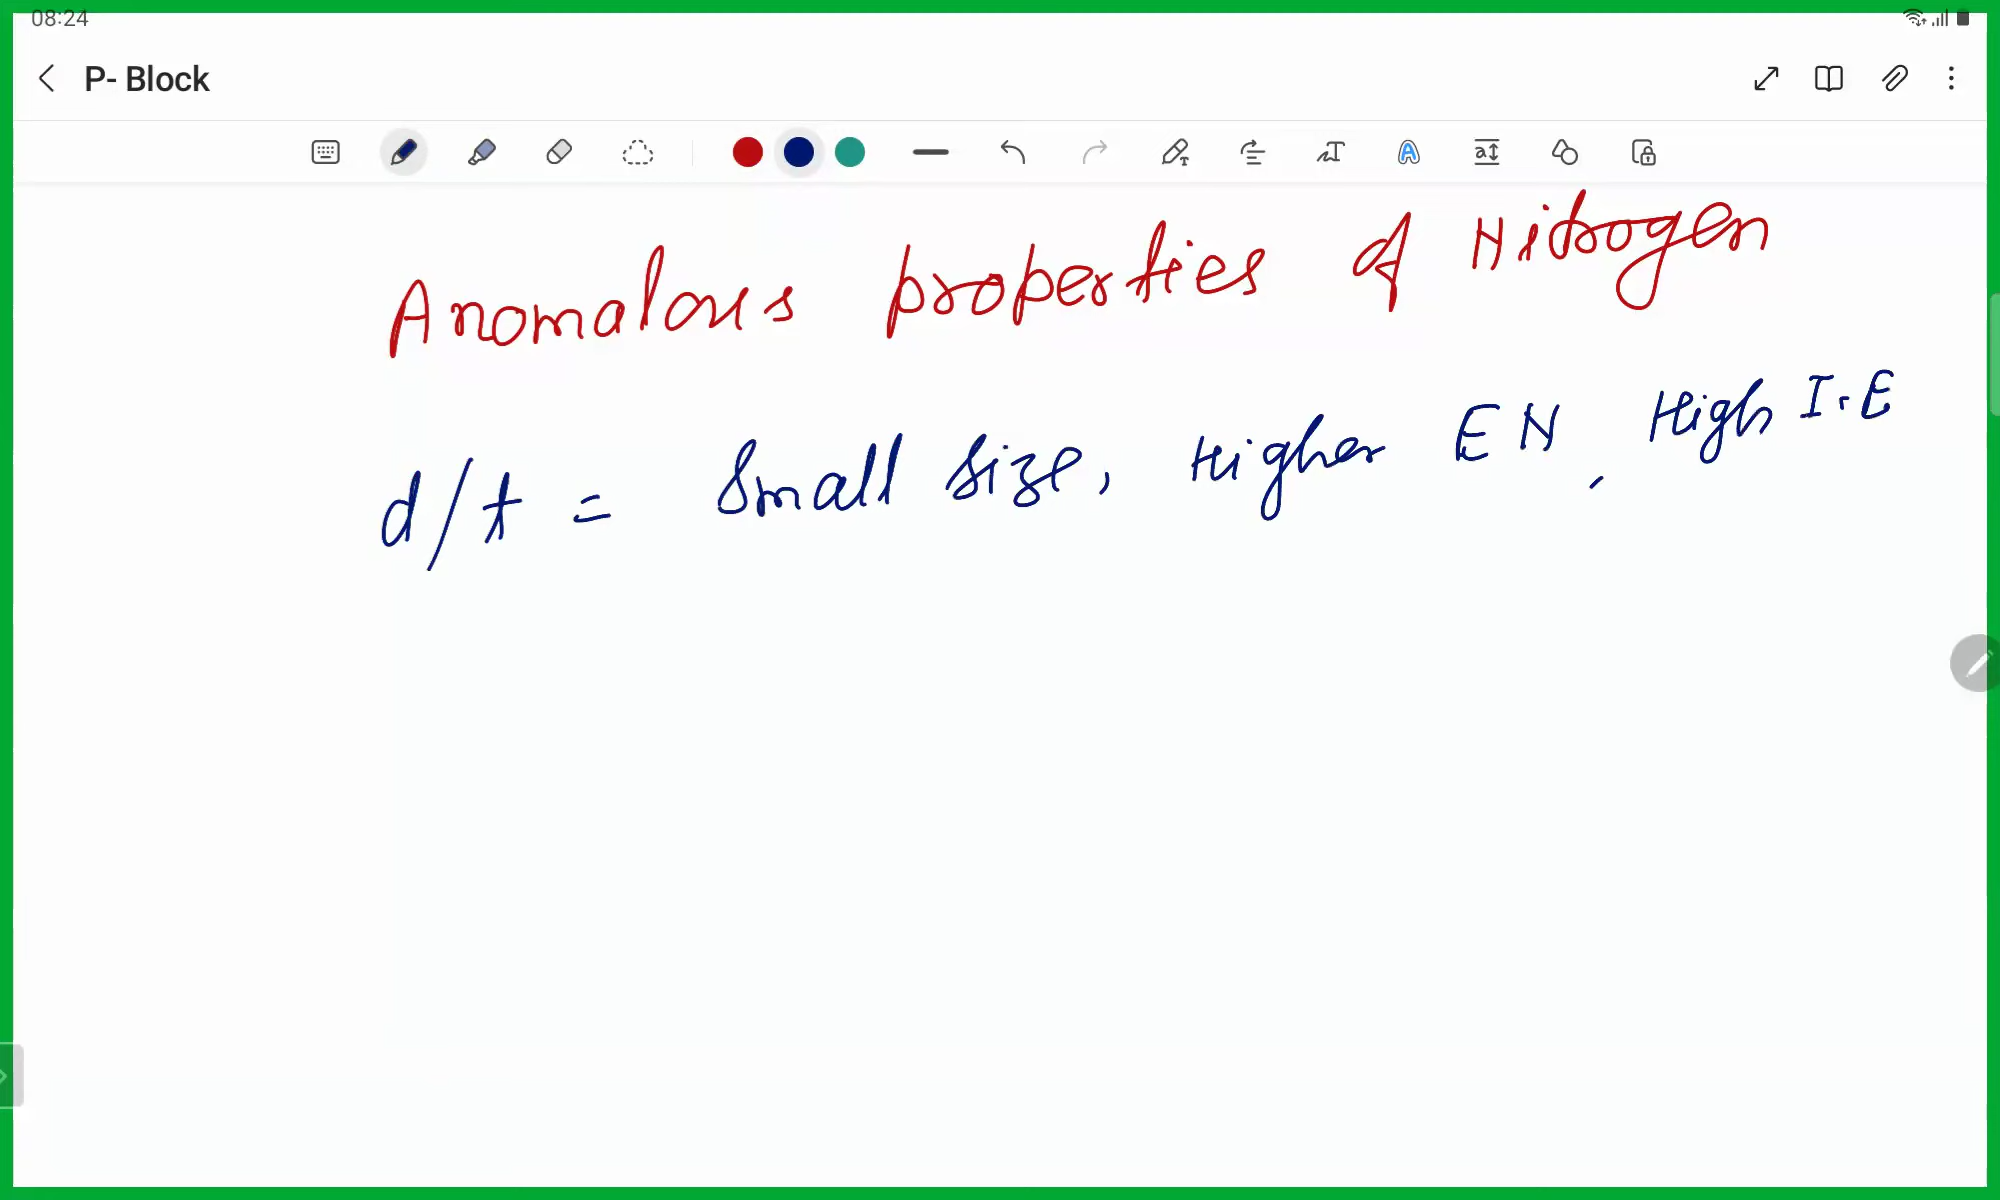 08:24
P- Block
Anomalous properties of Nitrogen
d/t = Small size, Higher EN, High I.E